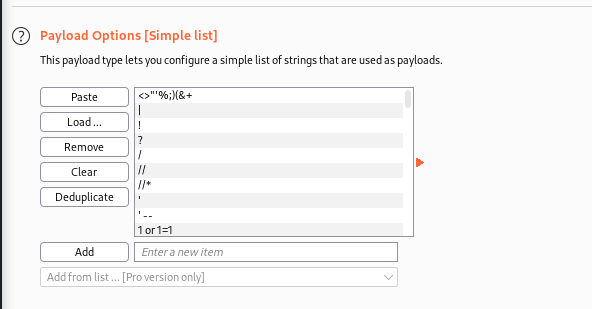 ?
Payload Options [Simple list]
This payload type lets you configure a simple list of strings that are used as payloads.
Paste
Load ...
Remove
Clear
Deduplicate
<>"'%;)(&+
|
!
?
/
//
//*
'
' --
1 or 1=1
Add
Enter a new item
Add from list ... [Pro version only]